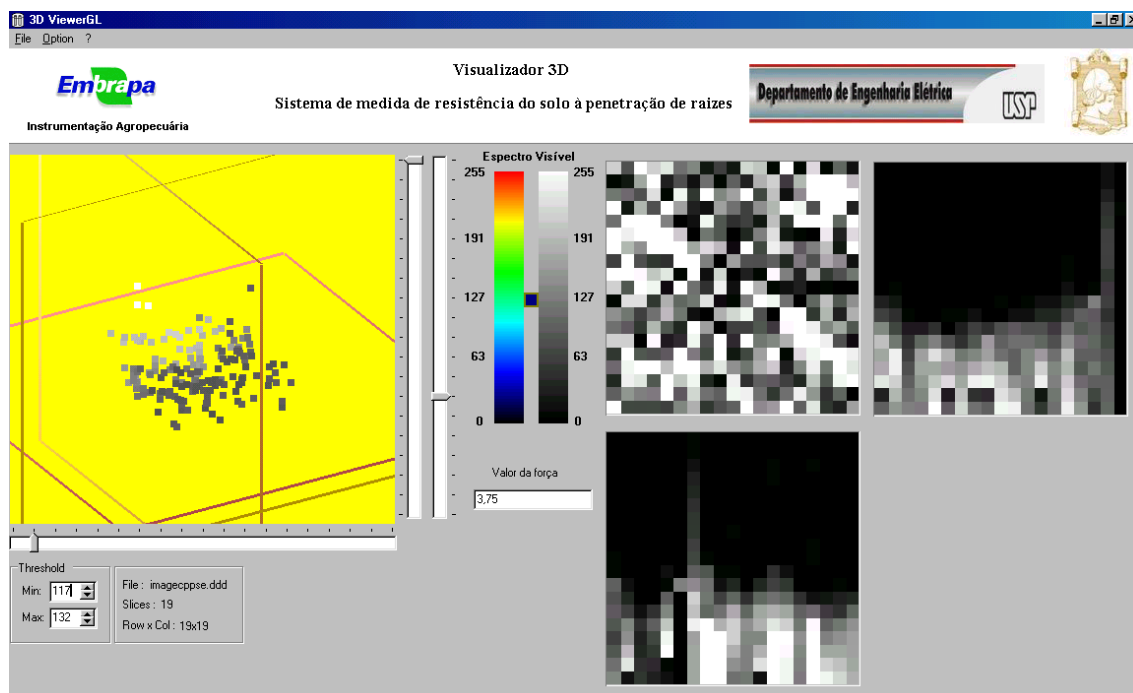 3D ViewerGL
File Option ?
Embrapa
Instrumentação Agropecuária
Visualizador 3D
Sistema de medida de resistência do solo à penetração de raizes
Departamento de Engenharia Elétrica
USP
Espectro Visível
255 255
191 191
127 127
63 63
0 0
Valor da força
3,75
Threshold
Min: 117
Max: 132
File : imagecppse.ddd
Slices : 19
Row x Col : 19x19